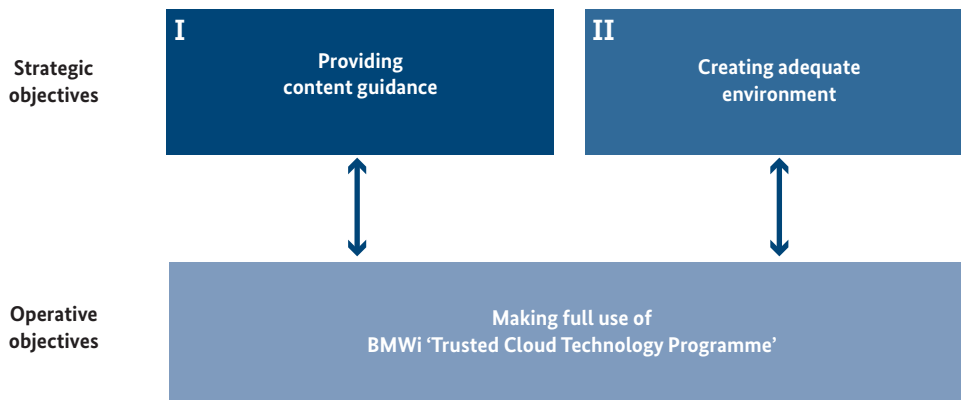 Strategic
objectives
I
Providing
content guidance
II
Creating adequate
environment
Operative
objectives
Making full use of
BMWi ‘Trusted Cloud Technology Programme’